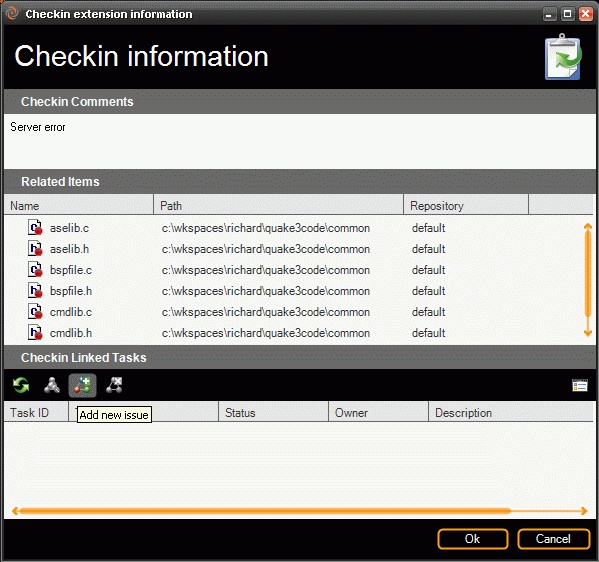 Checkin extension information
Checkin information
Checkin Comments
Server error
Related Items
Name Path Repository
aselib.c c:\wkspaces\richard\quake3code\common default
aselib.h c:\wkspaces\richard\quake3code\common default
bspfile.c c:\wkspaces\richard\quake3code\common default
bspfile.h c:\wkspaces\richard\quake3code\common default
cmdlib.c c:\wkspaces\richard\quake3code\common default
cmdlib.h c:\wkspaces\richard\quake3code\common default
Checkin Linked Tasks
Task ID Status Owner Description
Add new issue
Ok Cancel